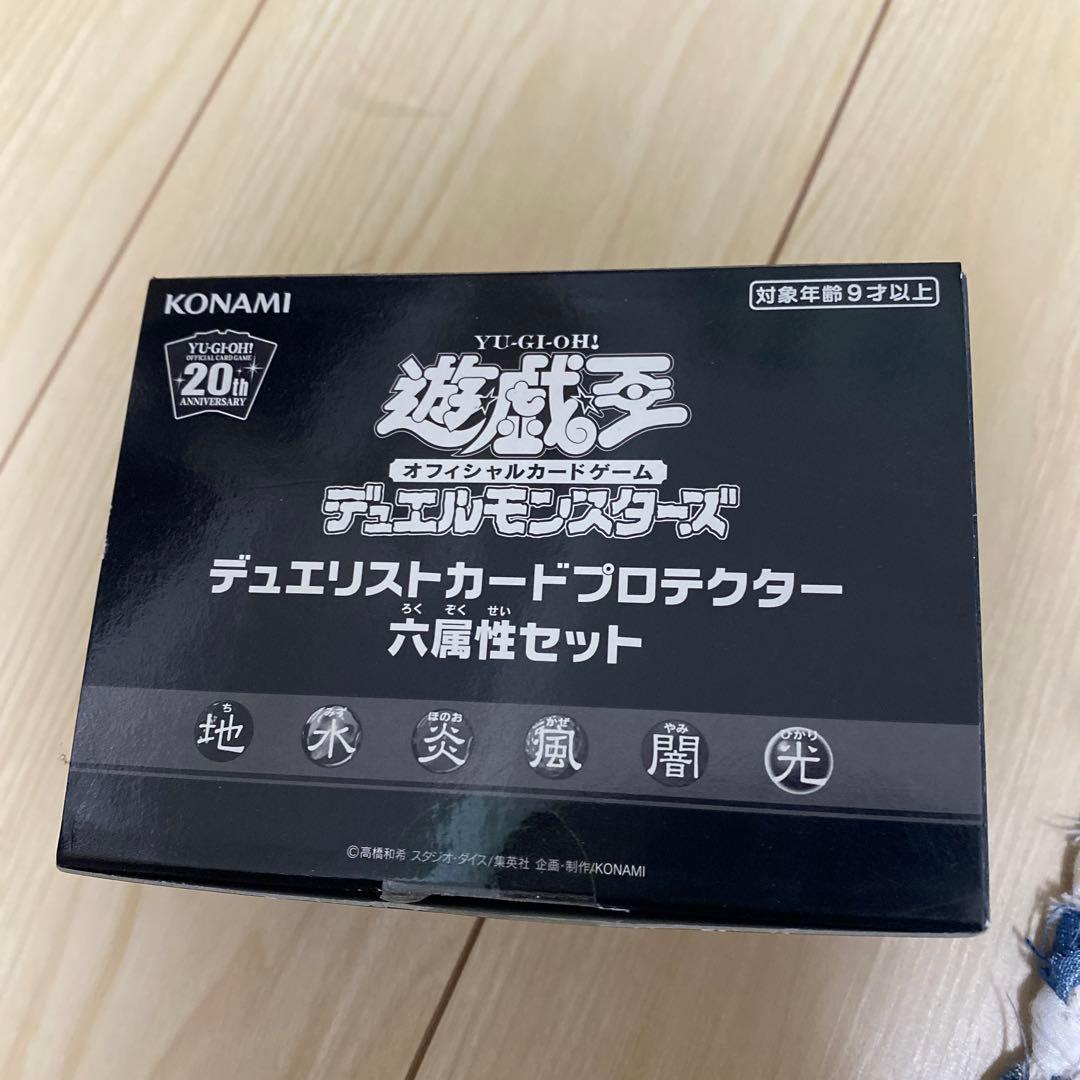 KONAMI
対象年齢9才以上
YU-GI-OH!
OFFICIAL CARD GAME
20th
ANNIVERSARY
YU-GI-OH!
遊戯王
オフィシャルカードゲーム
デュエルモンスターズ
デュエリストカードプロテクター
ろくぞくせい
六属性セット
ち みず ほのお かぜ やみ ひかり
地 水 炎 風 闇 光
©高橋和希 スタジオ・ダイス/集英社 企画・制作/KONAMI